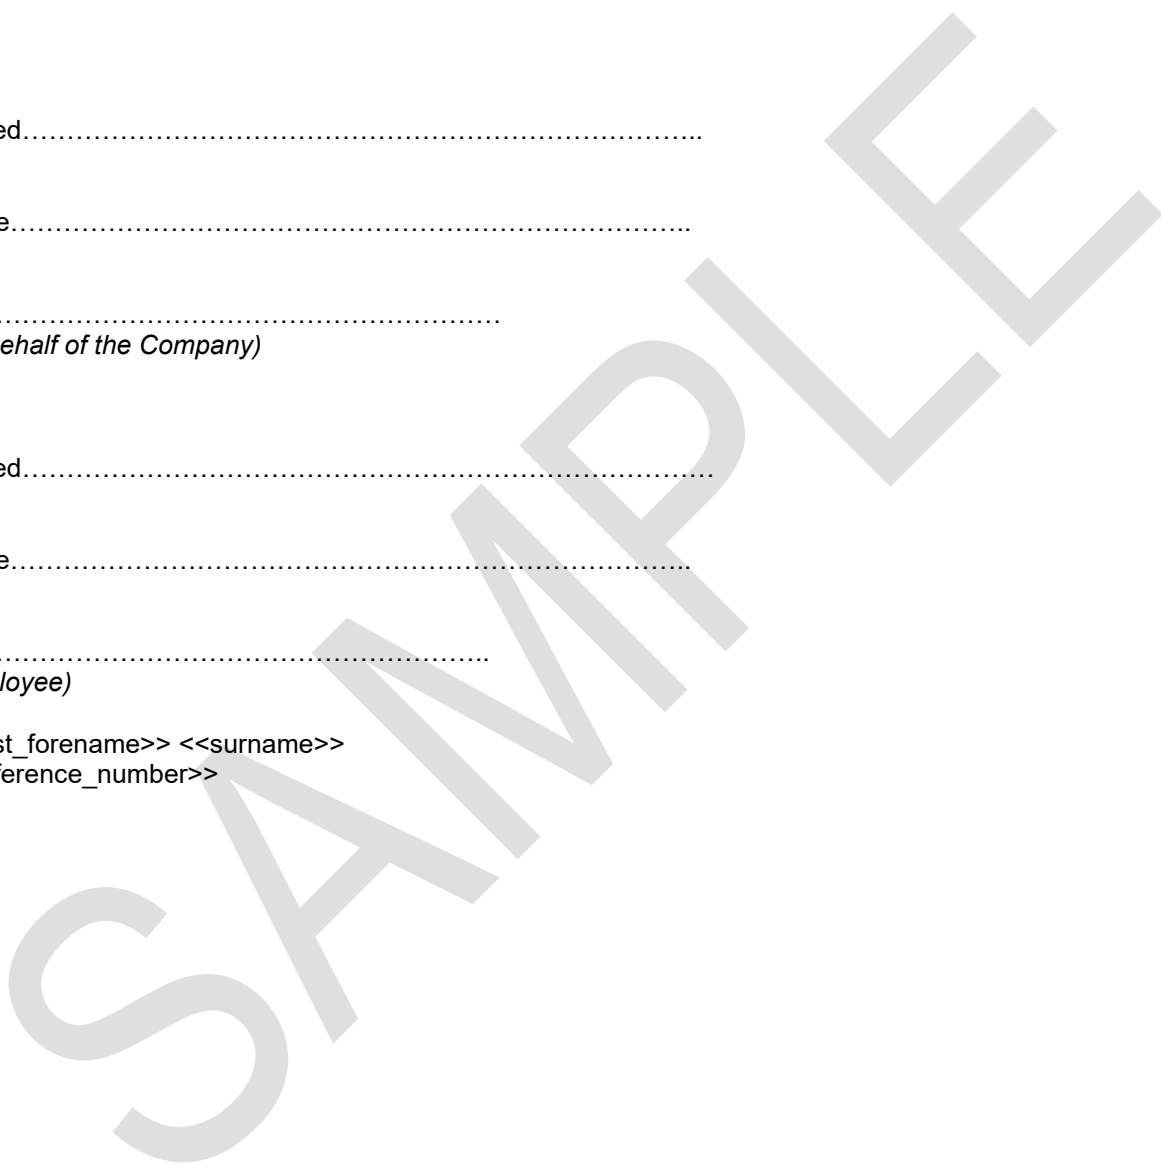 ed……………………………………………………………………..
e……………………………………………………………………..
…………………………………………………
ehalf of the Company)
ed………………………………………………………………………
e……………………………………………………………………..
………………………………………………..
loyee)
st_forename>> <<surname>>
ference_number>>
SAMPLE